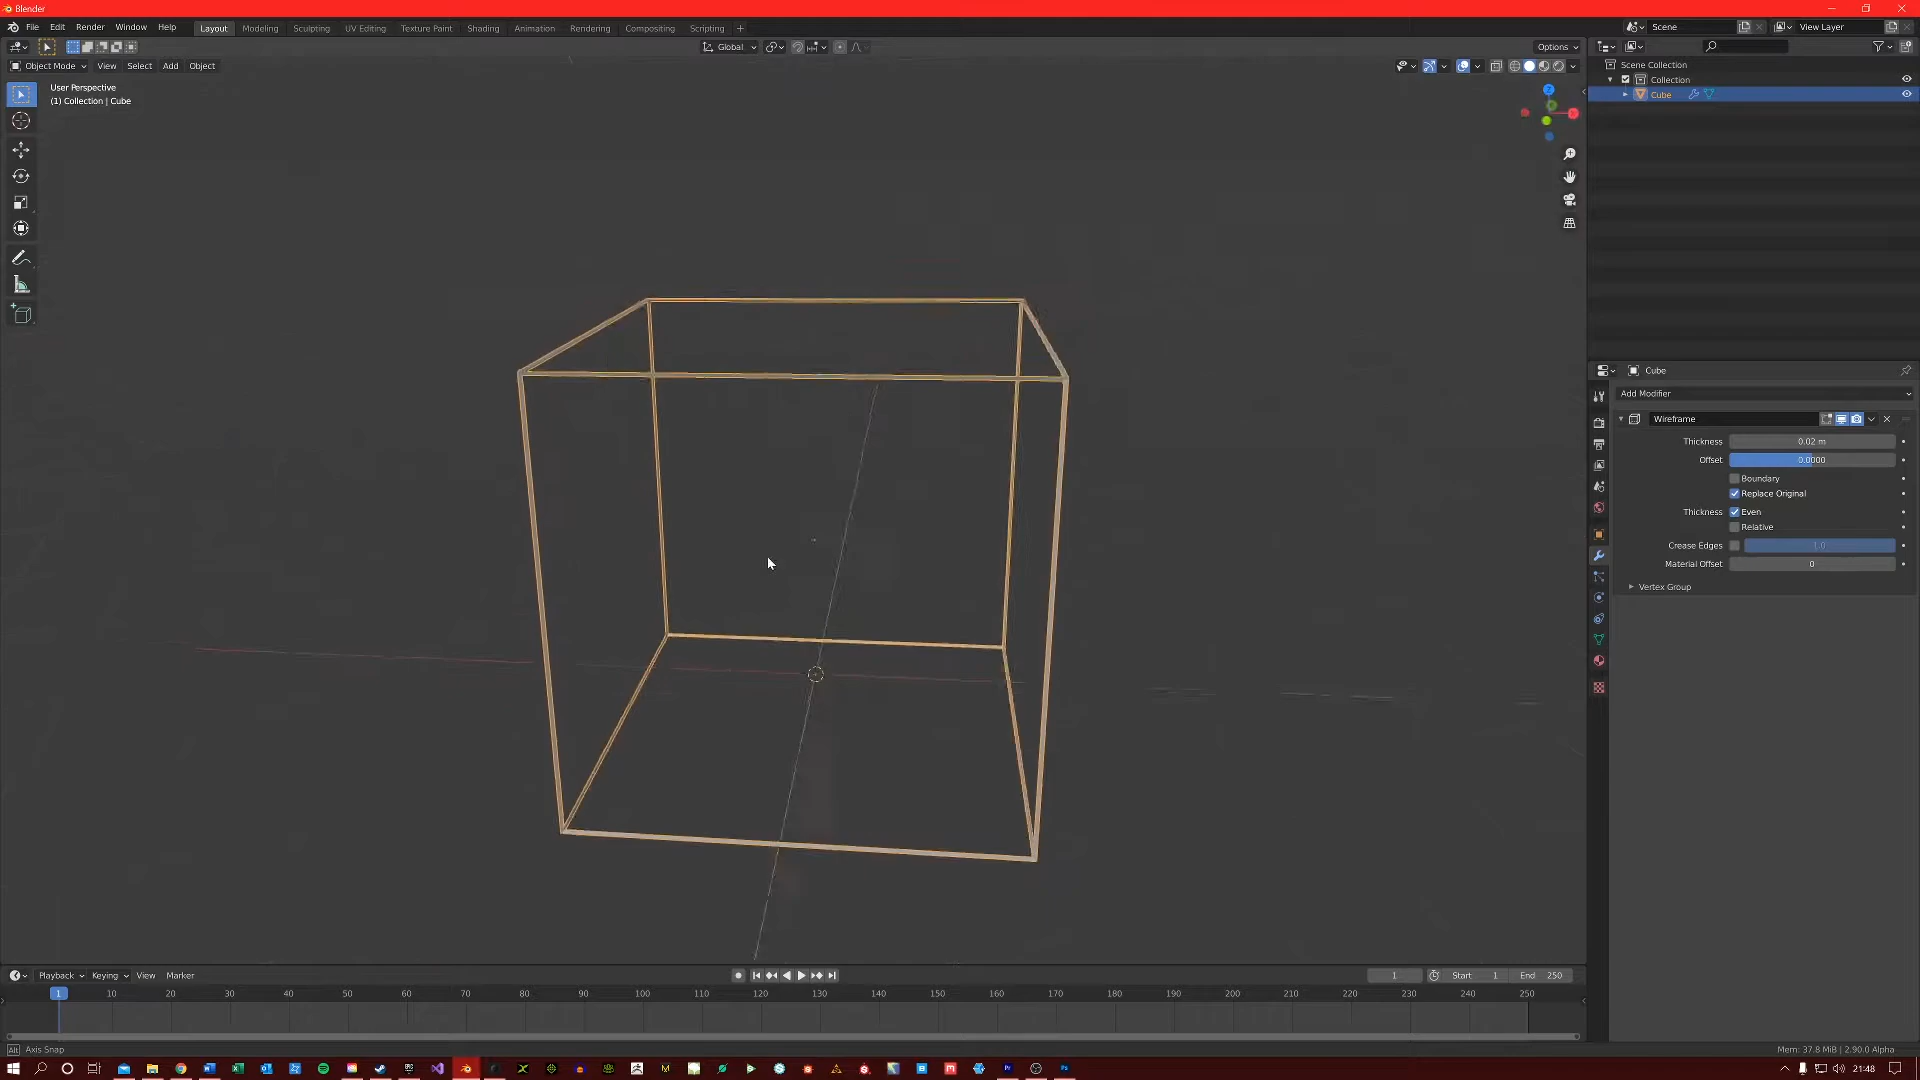 Blender
File Edit Render Window Help Layout Modeling Sculpting UV Editing Texture Paint Shading Animation Rendering Compositing Scripting + Scene View Layer
Global Options
Object Mode View Select Add Object
User Perspective
(1) Collection | Cube
Scene Collection
Collection
Cube
Z
X
Cube
Add Modifier
Wireframe
Thickness 0.02 m
Offset 0.0000
Boundary
Replace Original
Thickness Even
Relative
Crease Edges 1.0
Material Offset 0
Vertex Group
Playback Keying View Marker 1 Start 1 End 250
1 10 20 30 40 50 60 70 80 90 100 110 120 130 140 150 160 170 180 190 200 210 220 230 240 250
Alt Axis Snap Mem: 37.8 MiB | 2.90.0 Alpha
21:48